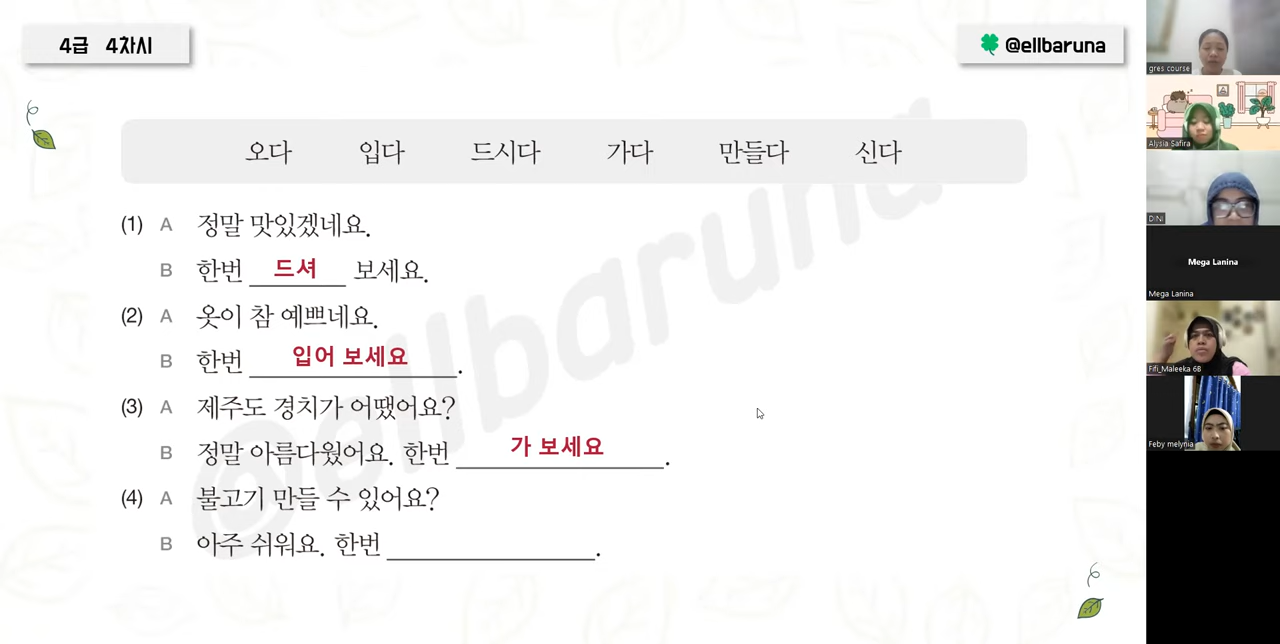 4급 4차시
🍀 @ellbaruna
오다 입다 드시다 가다 만들다 신다
(1) A 정말 맛있겠네요.
B 한번 드셔 보세요.
(2) A 옷이 참 예쁘네요.
B 한번 입어 보세요.
(3) A 제주도 경치가 어땠어요?
B 정말 아름다웠어요. 한번 가 보세요.
(4) A 불고기 만들 수 있어요?
B 아주 쉬워요. 한번 ____________.
@ellbaruna
gres course
Alysia Safira
DINI
Mega Lanina
Mega Lanina
Fifi_Maleeka 6B
Feby melynia